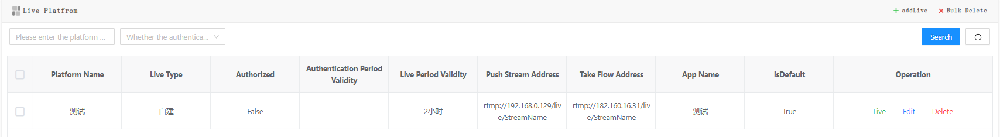 Live Platfrom
addLive
Bulk Delete
Please enter the platform ...
Whether the authentica...
Search
Platform Name
Live Type
Authorized
Authentication Period
Validity
Live Period Validity
Push Stream Address
Take Flow Address
App Name
isDefault
Operation
测试
自建
False
2小时
rtmp://192.168.0.129/liv
e/StreamName
rtmp://182.160.16.31/liv
e/StreamName
测试
True
Live
Edit
Delete